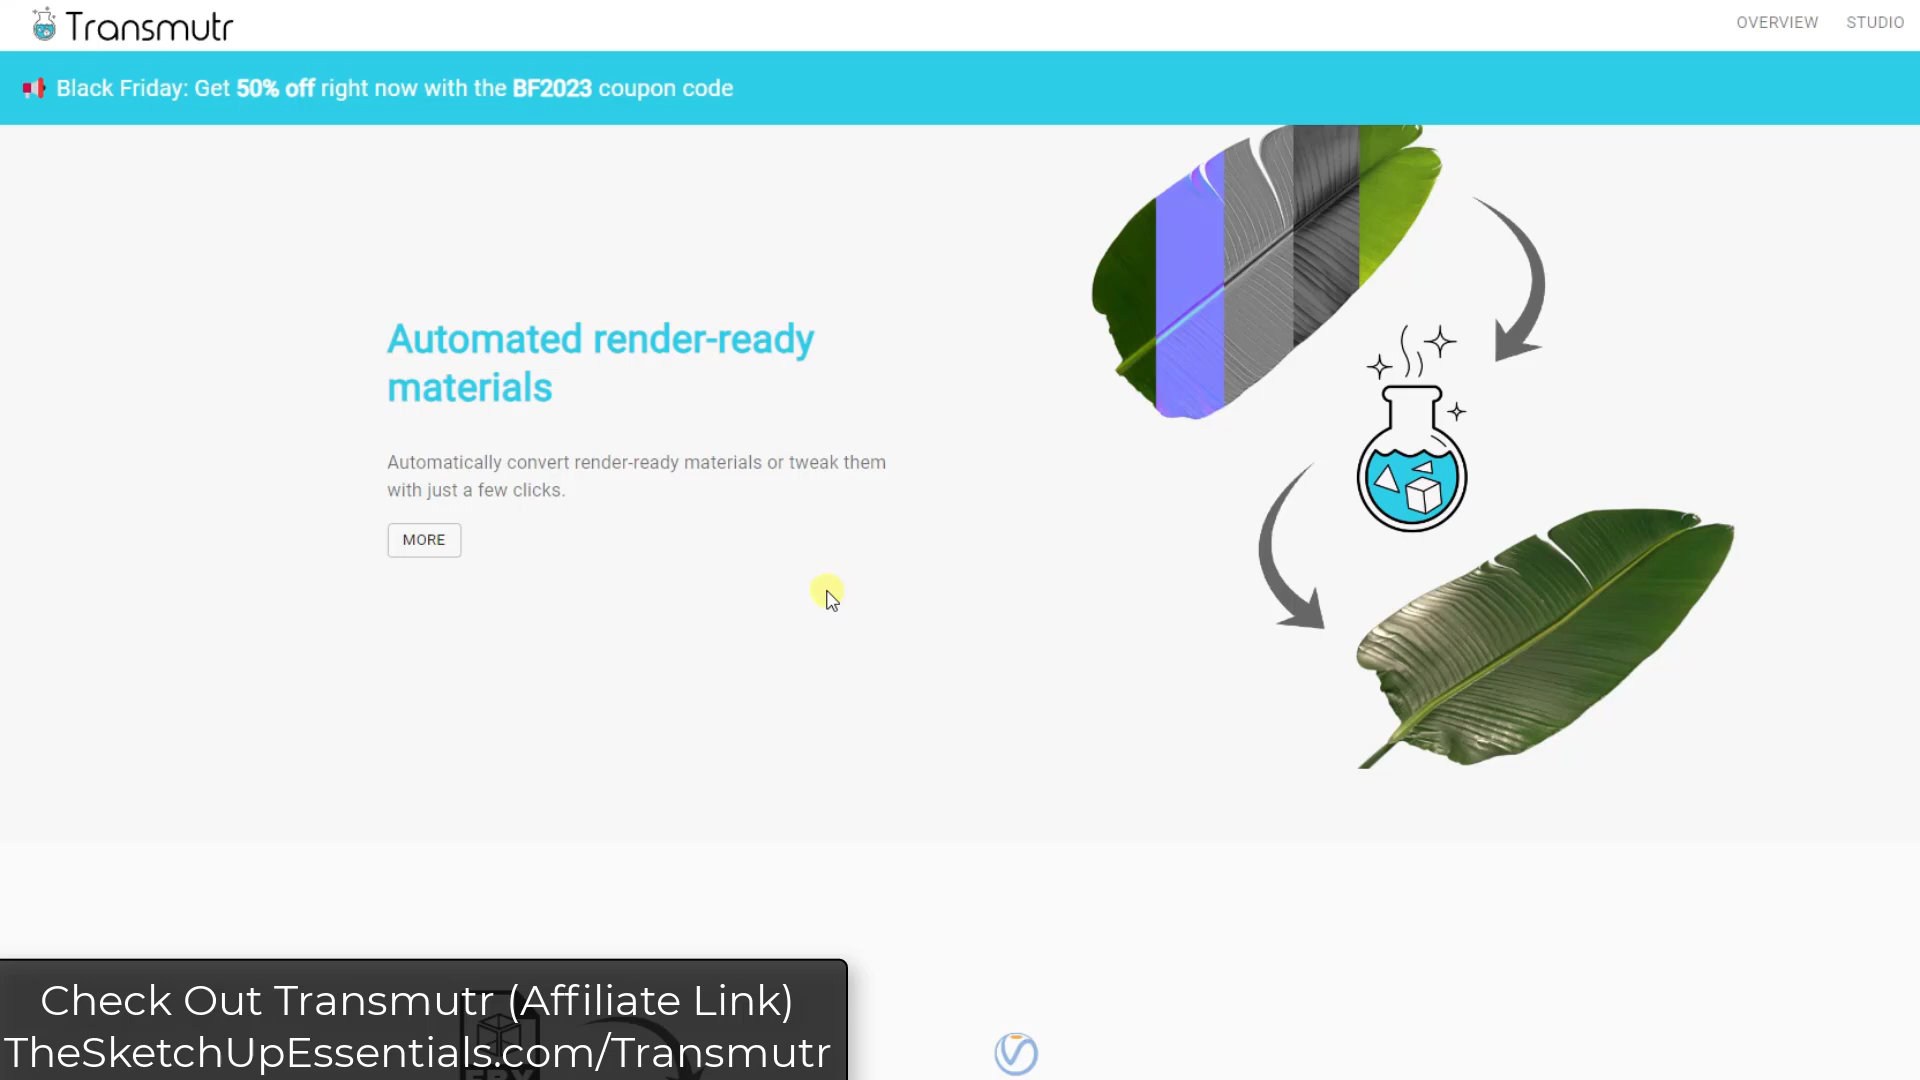 Transmutr
OVERVIEW
STUDIO
Black Friday: Get 50% off right now with the BF2023 coupon code
Automated render-ready
materials
Automatically convert render-ready materials or tweak them
with just a few clicks.
MORE
Check Out Transmutr (Affiliate Link)
TheSketchUpEssentials.com/Transmutr